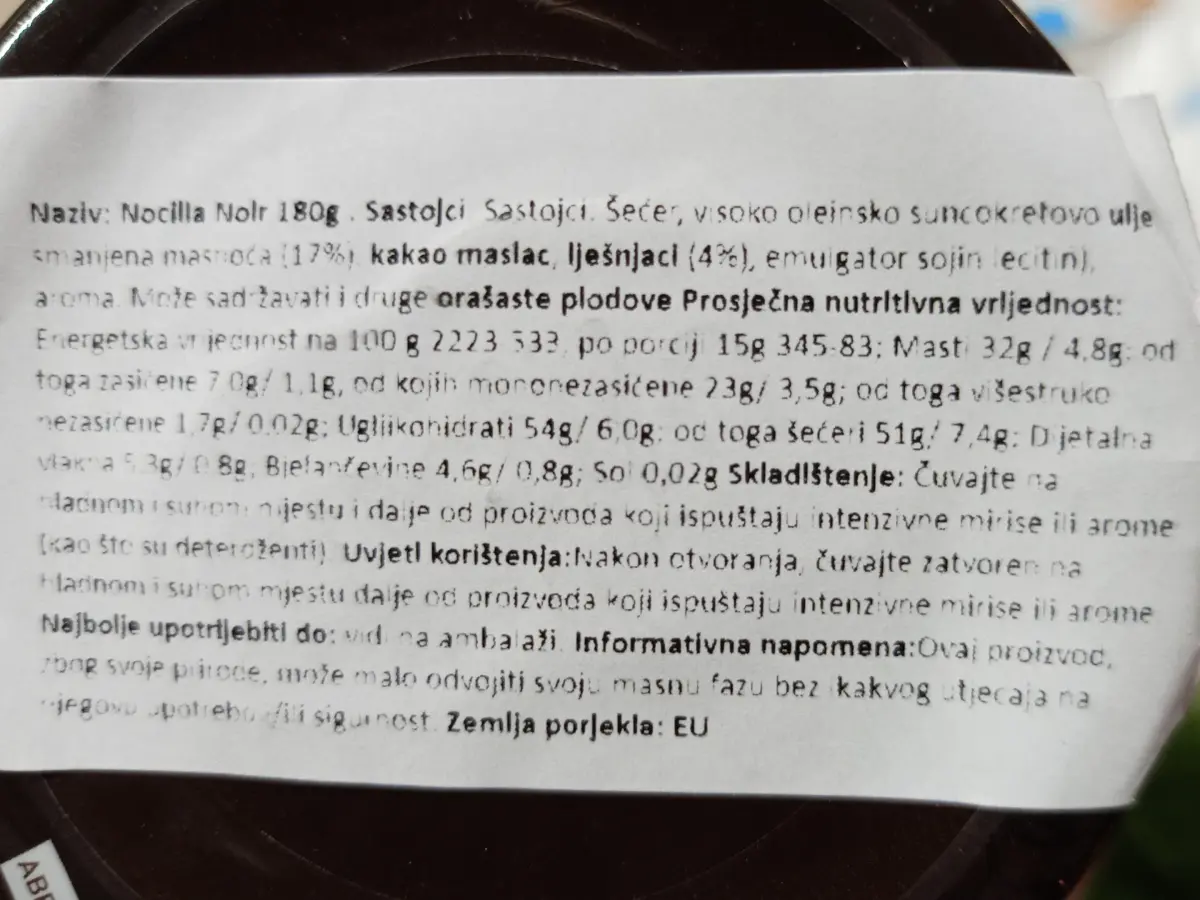 Naziv: Nocilla Noir 180g . Sastojci Sastojci. Šećer, visoko oleinsko suncokretovo ulje
smanjena masnoća (17%) kakao maslac, lješnjaci (4%), emulgator sojin lecitin),
aroma. Može sadržavati i druge orašaste plodove Prosječna nutritivna vrijednost:
Energetska vrijednost na 100 g 2223 533, po porciji 15g 345-83; Masti 32g / 4,8g: od
toga zasićene 7.0g/ 1,1g, od kojih mononezasićene 23g/ 3,5g; od toga višestruko
nezasićene 1,7g/ 0,02g; Ugljikohidrati 54g/ 6,0g: od toga šećeri 51g/ 7,4g: Dijetalna
vlakna 5,3g/ 0.8g, Bjelančevine 4,6g/ 0,8g; Sol 0,02g Skladištenje: Čuvajte na
hladnom i suhom mjestu i dalje od proizvoda koji ispuštaju intenzivne mirise ili arome
(kao što su deterdženti) Uvjeti korištenja:Nakon otvoranja, čuvajte zatvoren na
hladnom i suhom mjestu dalje od proizvoda koji ispuštaju intenzivne mirise ili arome
Najbolje upotrijebiti do: vidi na ambalaži. Informativna napomena:Ovaj proizvod,
zbog svoje prirode, može malo odvojiti svoju masnu fazu bez ikakvog utjecaja na
njegovu upotrebu i/ili sigurnost. Zemlja porjekla: EU